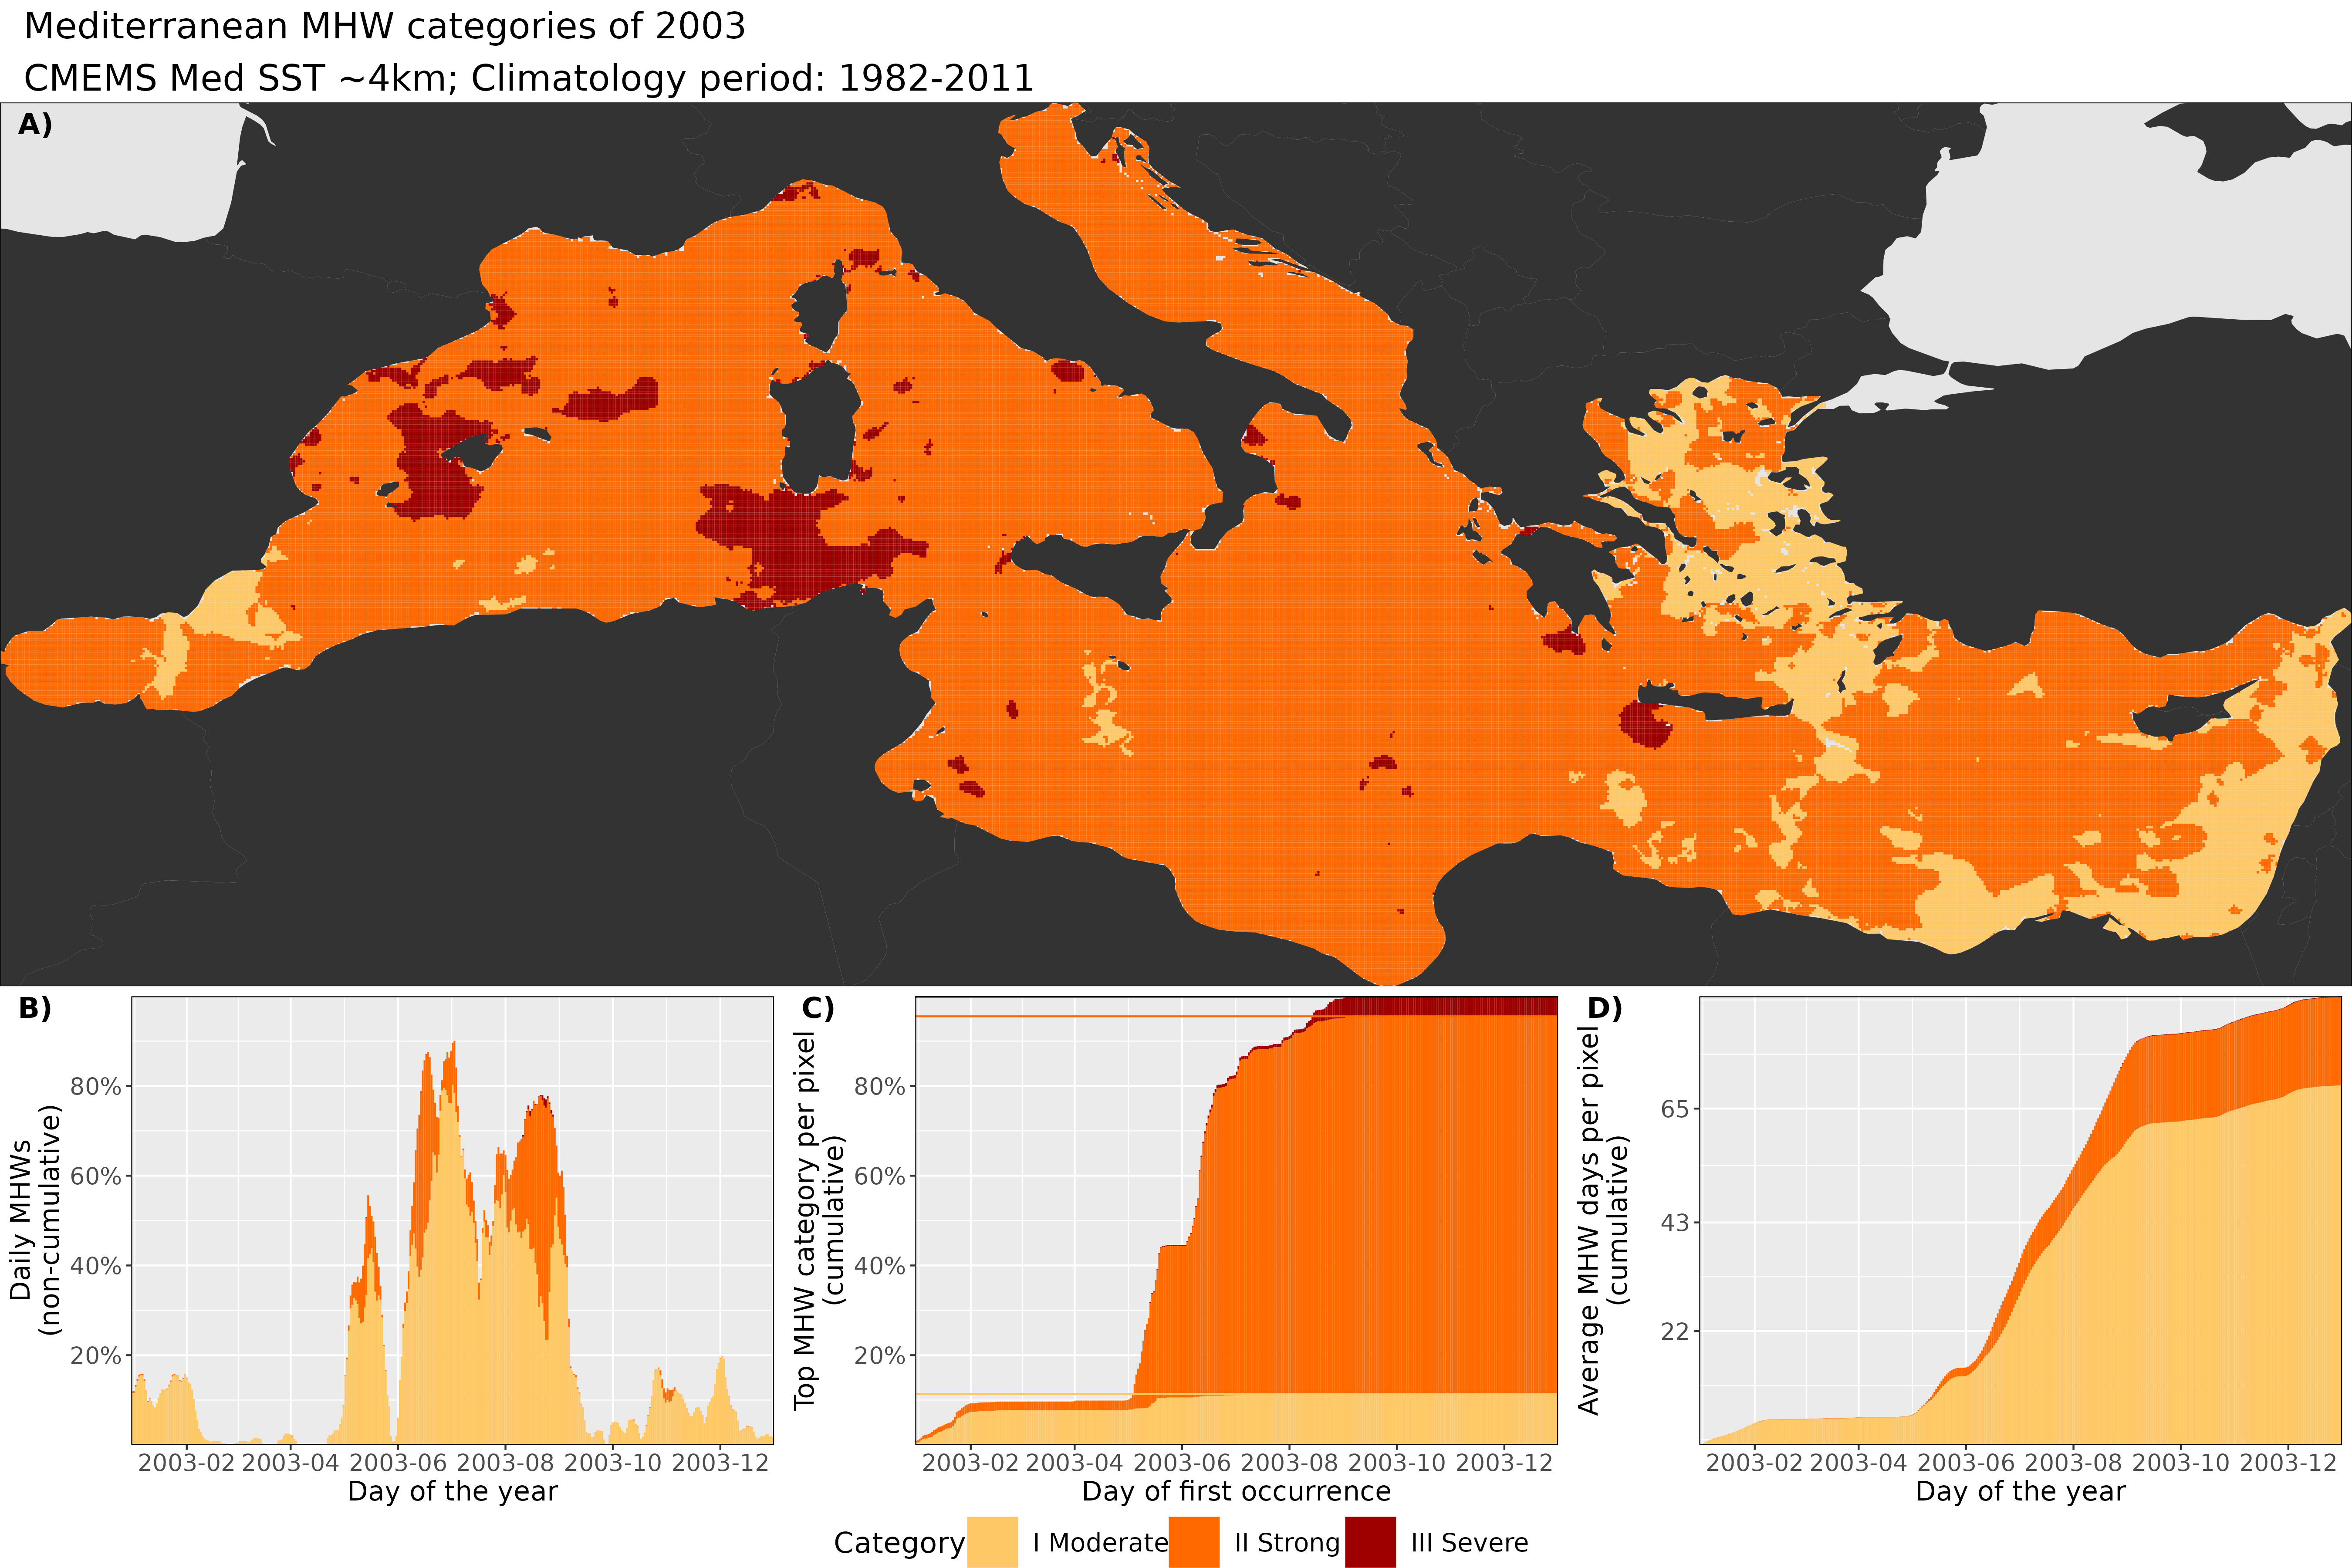 Mediterranean MHW categories of 2003
CMEMS Med SST ~4km; Climatology period: 1982-2011
A)
B)
Daily MHWs
(non-cumulative)
80%
60%
40%
20%
2003-02 2003-04 2003-06 2003-08 2003-10 2003-12
Day of the year
C)
Top MHW category per pixel
(cumulative)
80%
60%
40%
20%
2003-02 2003-04 2003-06 2003-08 2003-10 2003-12
Day of first occurrence
D)
Average MHW days per pixel
(cumulative)
65
43
22
2003-02 2003-04 2003-06 2003-08 2003-10 2003-12
Day of the year
Category I Moderate II Strong III Severe